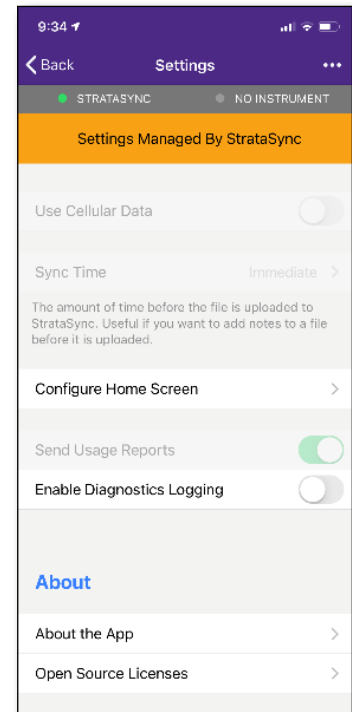 9:34
Back Settings
STRATASYNC NO INSTRUMENT
Settings Managed By StrataSync
Use Cellular Data
Sync Time Immediate
The amount of time before the file is uploaded to
StrataSync. Useful if you want to add notes to a file
before it is uploaded.
Configure Home Screen
Send Usage Reports
Enable Diagnostics Logging
About
About the App
Open Source Licenses